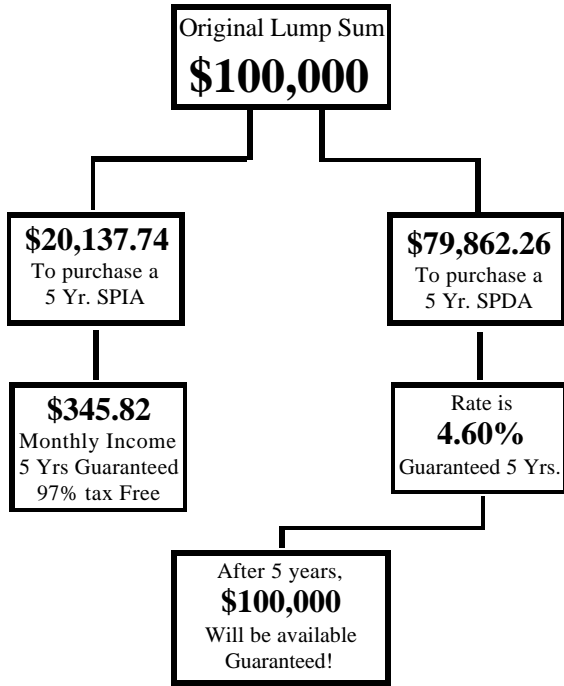 Original Lump Sum
$100,000
$20,137.74
To purchase a
5 Yr. SPIA
$79,862.26
To purchase a
5 Yr. SPDA
$345.82
Monthly Income
5 Yrs Guaranteed
97% tax Free
Rate is
4.60%
Guaranteed 5 Yrs.
After 5 years,
$100,000
Will be available
Guaranteed!